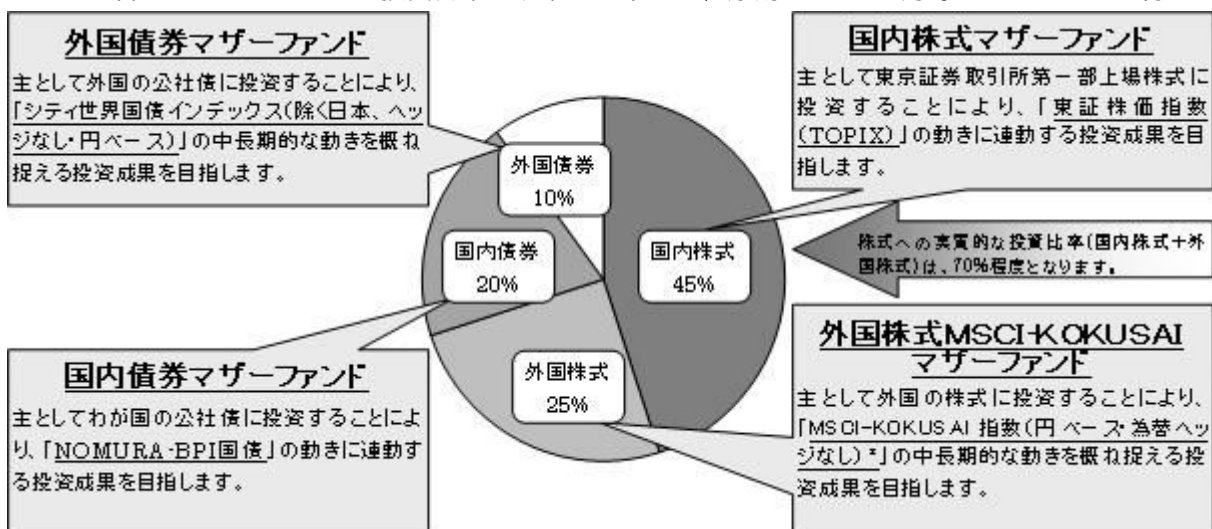 外国債券マザーファンド
主として外国の公社債に投資することにより、
「シティ世界国債インデックス(除く日本、ヘッ
ジなし・円ベース)」の中長期的な動きを概ね
捉える投資成果を目指します。
国内株式マザーファンド
主として東京証券取引所第一部上場株式に
投資することにより、「東証株価指数
(TOPIX)」の動きに連動する投資成果を目
指します。
外国債券
10%
国内債券
20%
国内株式
45%
外国株式
25%
株式への実質的な投資比率(国内株式+外
国株式)は、70%程度となります。
国内債券マザーファンド
主としてわが国の公社債に投資することによ
り、「NOMURA-BPI国債」の動きに連動す
る投資成果を目指します。
外国株式MSCI-KOKUSAI
マザーファンド
主として外国の株式に投資することにより、
「MSCI-KOKUSAI 指数(円ベース・為替ヘッ
ジなし)*」の中長期的な動きを概ね捉える投
資成果を目指します。